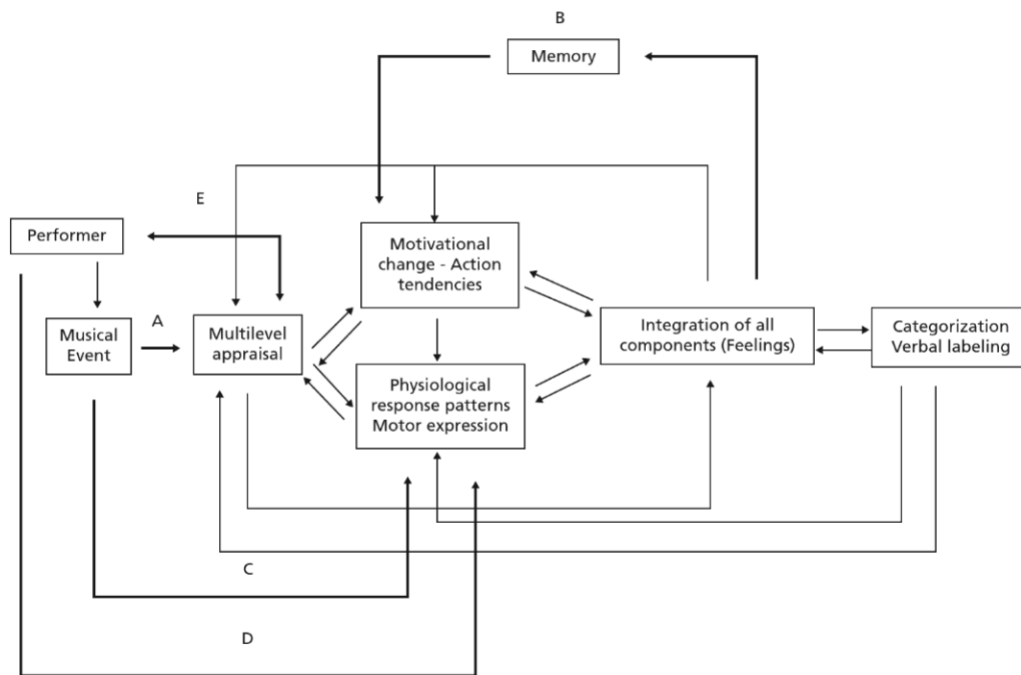 B
Memory
E
Performer
Motivational
change - Action
tendencies
A
Musical
Event
Multilevel
appraisal
Integration of all
components (Feelings)
Categorization
Verbal labeling
Physiological
response patterns
Motor expression
C
D